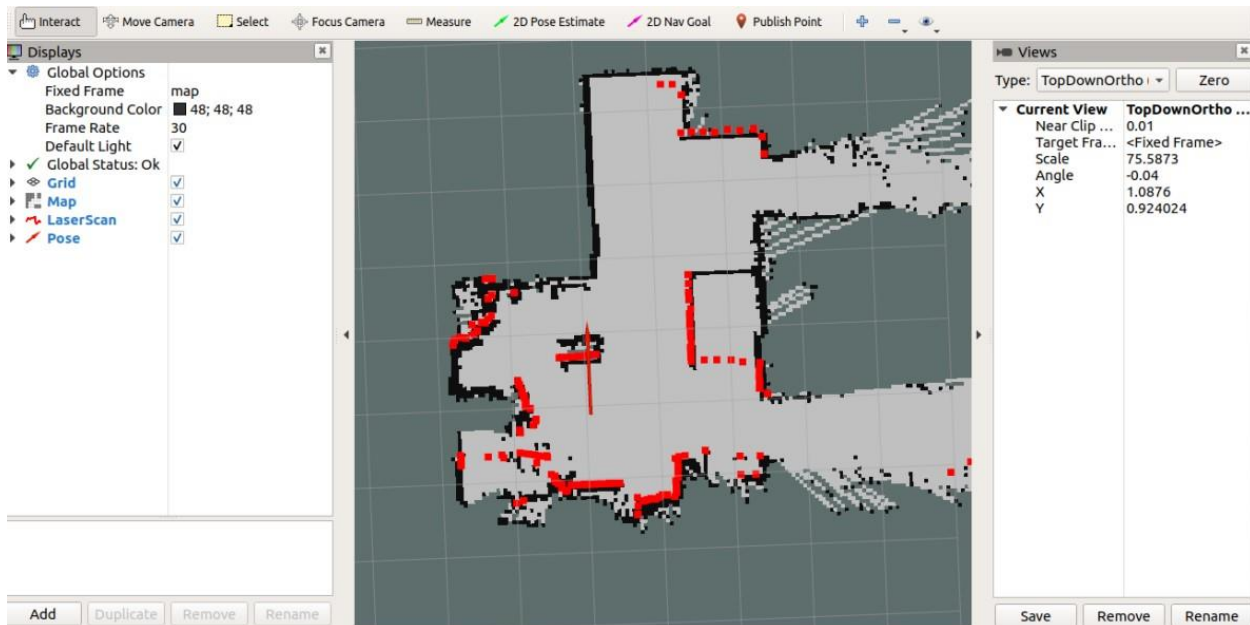 Interact Move Camera Select Focus Camera Measure 2D Pose Estimate 2D Nav Goal Publish Point
Displays
Global Options
Fixed Frame map
Background Color 48; 48; 48
Frame Rate 30
Default Light
Global Status: Ok
Grid
Map
LaserScan
Pose
Add Duplicate Remove Rename
Views
Type: TopDownOrtho Zero
Current View TopDownOrtho ...
Near Clip ... 0.01
Target Fra... <Fixed Frame>
Scale 75.5873
Angle -0.04
X 1.0876
Y 0.924024
Save Remove Rename